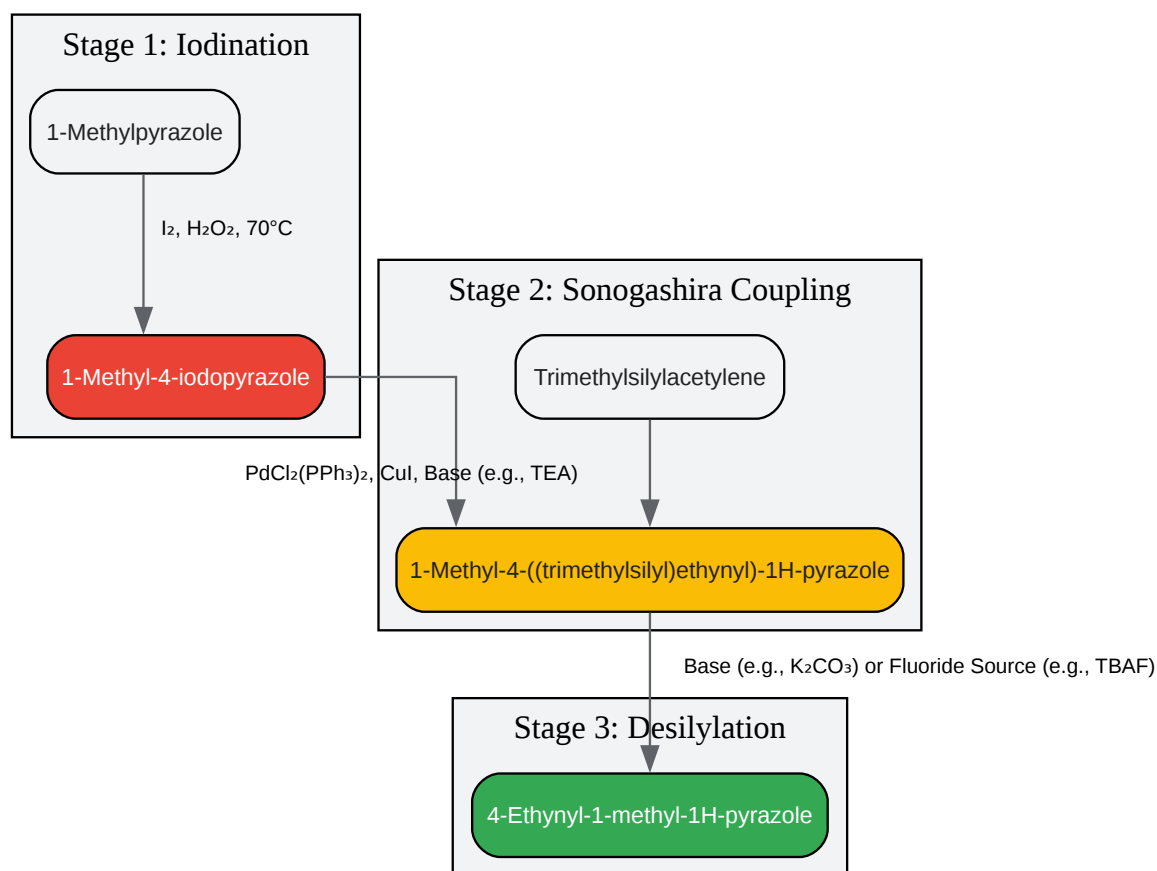 Stage 1: Iodination
1-Methylpyrazole
I₂, H₂O₂, 70°C
1-Methyl-4-iodopyrazole
Stage 2: Sonogashira Coupling
Trimethylsilylacetylene
PdCl₂(PPh₃)₂, CuI, Base (e.g., TEA)
1-Methyl-4-((trimethylsilyl)ethynyl)-1H-pyrazole
Base (e.g., K₂CO₃) or Fluoride Source (e.g., TBAF)
Stage 3: Desilylation
4-Ethynyl-1-methyl-1H-pyrazole